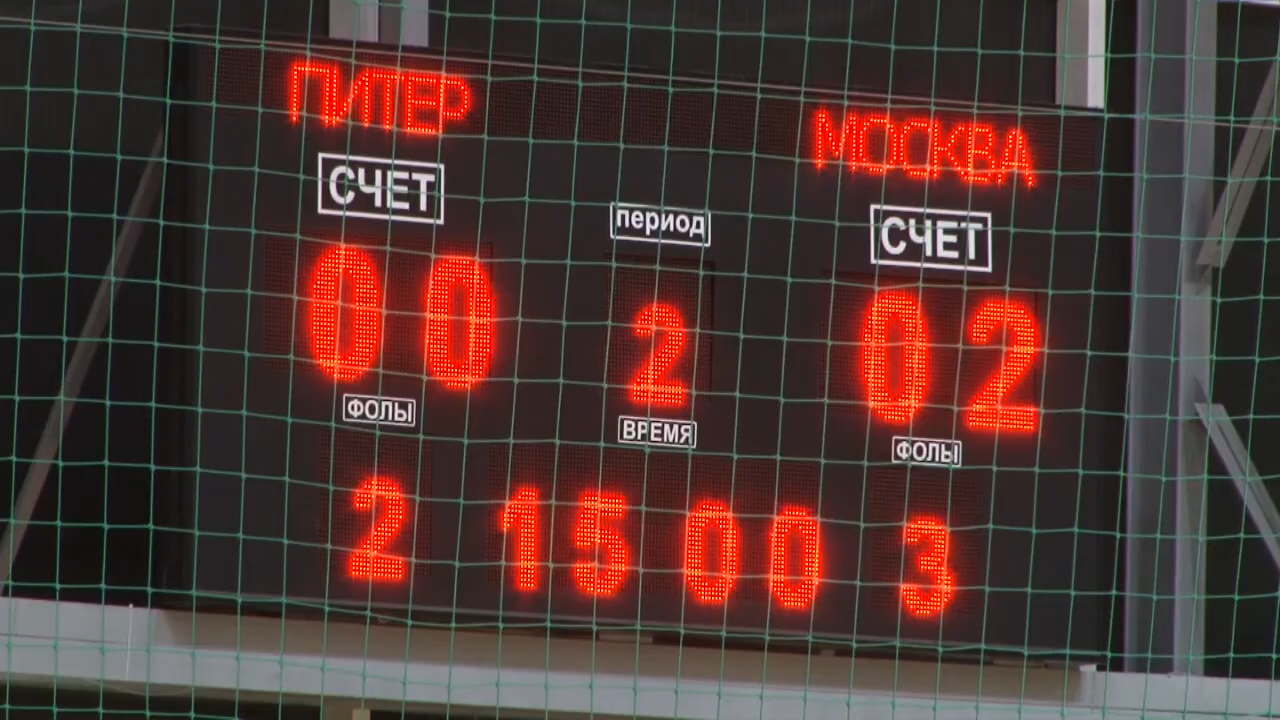 ПИТЕР МОСКВА
СЧЕТ период СЧЕТ
00 2 02
ФОЛЫ ВРЕМЯ ФОЛЫ
2 15 00 3